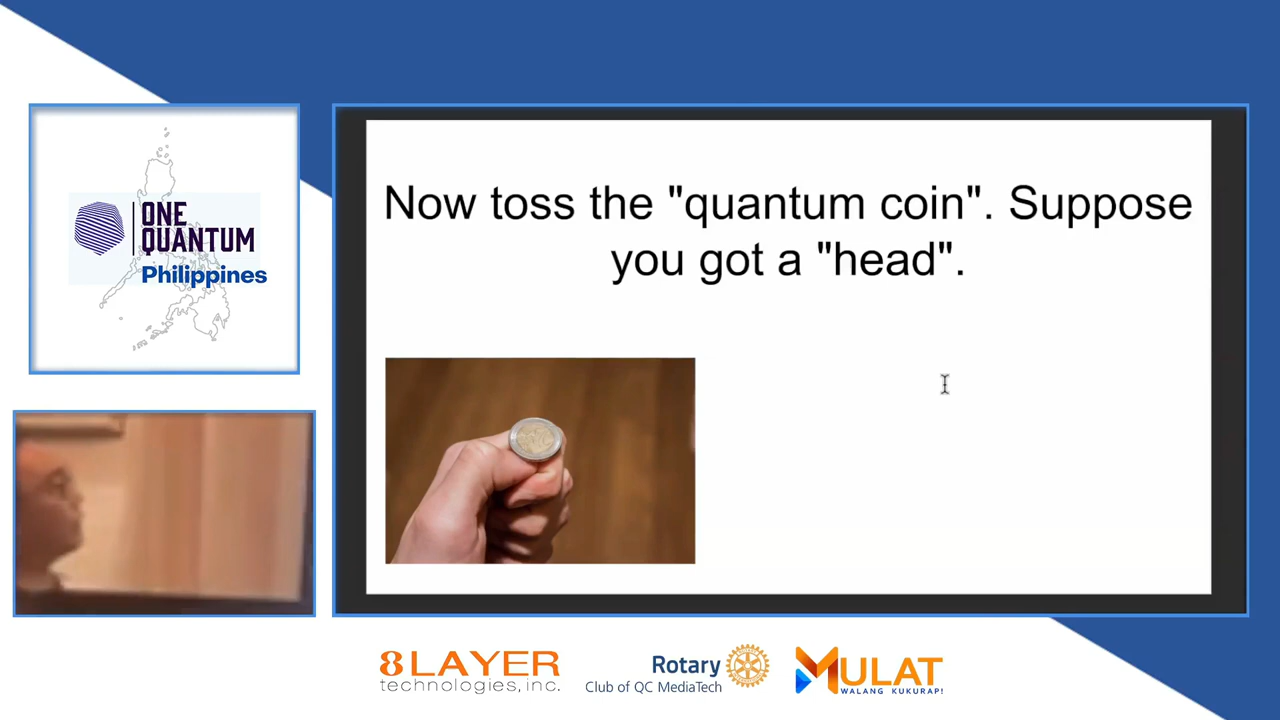 ONE
QUANTUM
Philippines
Now toss the "quantum coin". Suppose
you got a "head".
8LAYER
technologies, inc.
Rotary
Club of QC MediaTech
MULAT
WALANG KUKURAP!